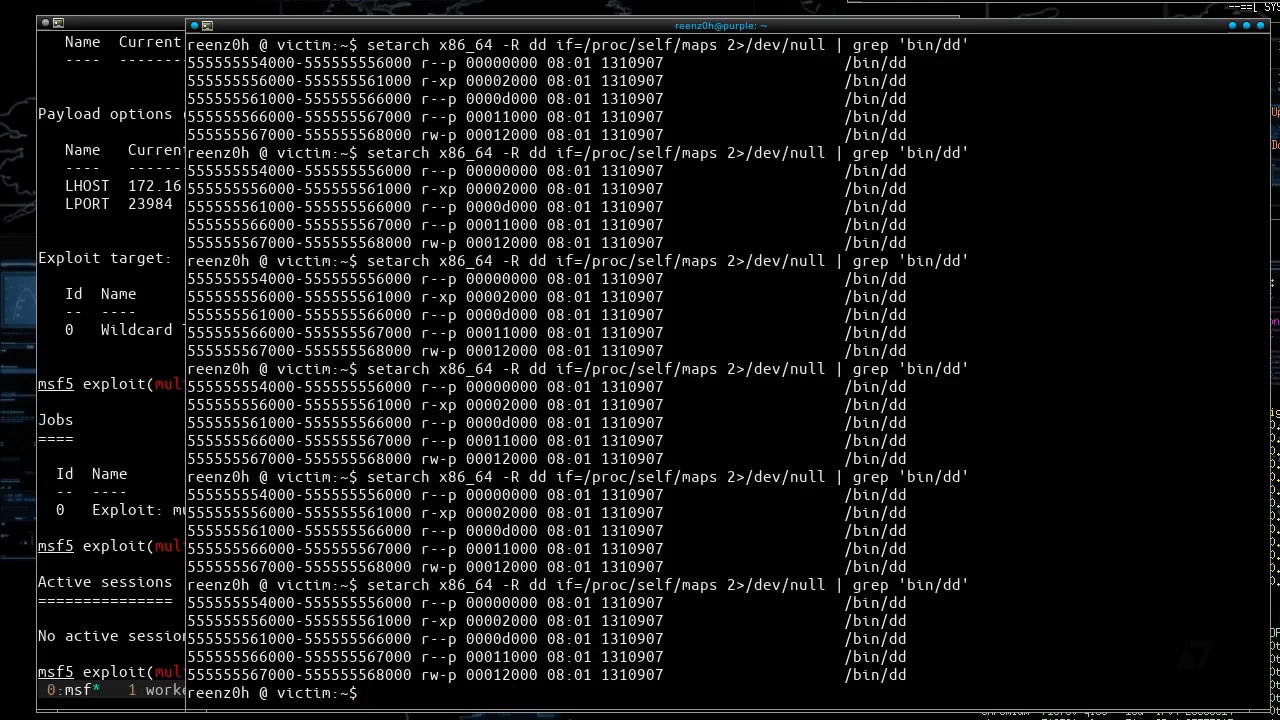 --==[ SYS
reenz0h@purple: ~
Name  Current
----  -------
Payload options
Name   Current
----   -------
LHOST  172.16
LPORT  23984
Exploit target:
Id  Name
--  ----
0   Wildcard
msf5 exploit(mul
Jobs
====
Id  Name
--  ----
0   Exploit: mu
msf5 exploit(mul
Active sessions
===============
No active session
msf5 exploit(mul
0:msf*   1 work
reenz0h @ victim:~$ setarch x86_64 -R dd if=/proc/self/maps 2>/dev/null | grep 'bin/dd'
555555554000-555555556000 r--p 00000000 08:01 1310907                    /bin/dd
555555556000-555555561000 r-xp 00002000 08:01 1310907                    /bin/dd
555555561000-555555566000 r--p 0000d000 08:01 1310907                    /bin/dd
555555566000-555555567000 r--p 00011000 08:01 1310907                    /bin/dd
555555567000-555555568000 rw-p 00012000 08:01 1310907                    /bin/dd
reenz0h @ victim:~$ setarch x86_64 -R dd if=/proc/self/maps 2>/dev/null | grep 'bin/dd'
555555554000-555555556000 r--p 00000000 08:01 1310907                    /bin/dd
555555556000-555555561000 r-xp 00002000 08:01 1310907                    /bin/dd
555555561000-555555566000 r--p 0000d000 08:01 1310907                    /bin/dd
555555566000-555555567000 r--p 00011000 08:01 1310907                    /bin/dd
555555567000-555555568000 rw-p 00012000 08:01 1310907                    /bin/dd
reenz0h @ victim:~$ setarch x86_64 -R dd if=/proc/self/maps 2>/dev/null | grep 'bin/dd'
555555554000-555555556000 r--p 00000000 08:01 1310907                    /bin/dd
555555556000-555555561000 r-xp 00002000 08:01 1310907                    /bin/dd
555555561000-555555566000 r--p 0000d000 08:01 1310907                    /bin/dd
555555566000-555555567000 r--p 00011000 08:01 1310907                    /bin/dd
555555567000-555555568000 rw-p 00012000 08:01 1310907                    /bin/dd
reenz0h @ victim:~$ setarch x86_64 -R dd if=/proc/self/maps 2>/dev/null | grep 'bin/dd'
555555554000-555555556000 r--p 00000000 08:01 1310907                    /bin/dd
555555556000-555555561000 r-xp 00002000 08:01 1310907                    /bin/dd
555555561000-555555566000 r--p 0000d000 08:01 1310907                    /bin/dd
555555566000-555555567000 r--p 00011000 08:01 1310907                    /bin/dd
555555567000-555555568000 rw-p 00012000 08:01 1310907                    /bin/dd
reenz0h @ victim:~$ setarch x86_64 -R dd if=/proc/self/maps 2>/dev/null | grep 'bin/dd'
555555554000-555555556000 r--p 00000000 08:01 1310907                    /bin/dd
555555556000-555555561000 r-xp 00002000 08:01 1310907                    /bin/dd
555555561000-555555566000 r--p 0000d000 08:01 1310907                    /bin/dd
555555566000-555555567000 r--p 00011000 08:01 1310907                    /bin/dd
555555567000-555555568000 rw-p 00012000 08:01 1310907                    /bin/dd
reenz0h @ victim:~$ setarch x86_64 -R dd if=/proc/self/maps 2>/dev/null | grep 'bin/dd'
555555554000-555555556000 r--p 00000000 08:01 1310907                    /bin/dd
555555556000-555555561000 r-xp 00002000 08:01 1310907                    /bin/dd
555555561000-555555566000 r--p 0000d000 08:01 1310907                    /bin/dd
555555566000-555555567000 r--p 00011000 08:01 1310907                    /bin/dd
555555567000-555555568000 rw-p 00012000 08:01 1310907                    /bin/dd
reenz0h @ victim:~$